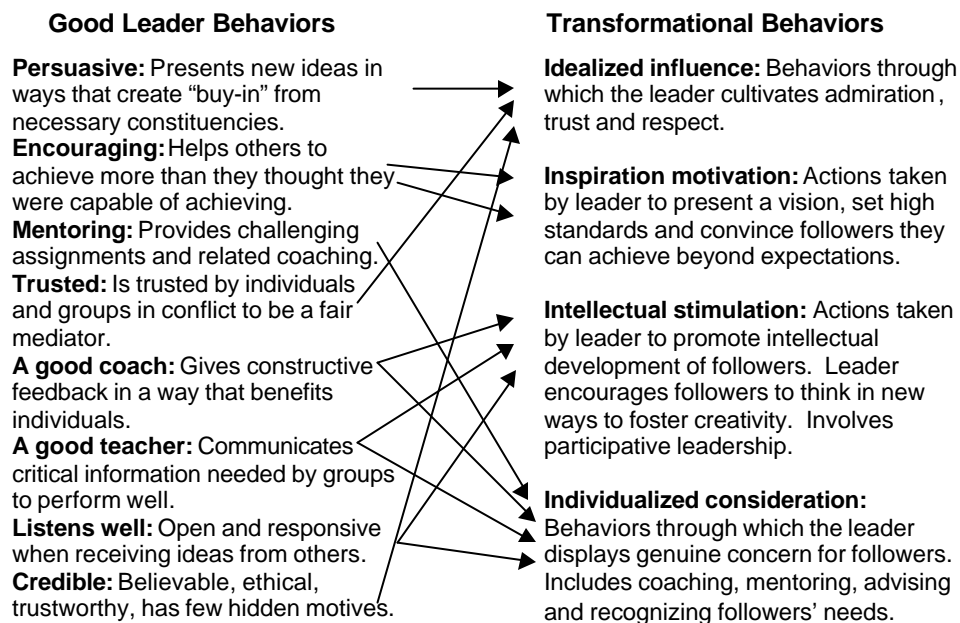 Good Leader Behaviors
Persuasive: Presents new ideas in
ways that create “buy-in” from
necessary constituencies.
Encouraging: Helps others to
achieve more than they thought they
were capable of achieving.
Mentoring: Provides challenging
assignments and related coaching.
Trusted: Is trusted by individuals
and groups in conflict to be a fair
mediator.
A good coach: Gives constructive
feedback in a way that benefits
individuals.
A good teacher: Communicates
critical information needed by groups
to perform well.
Listens well: Open and responsive
when receiving ideas from others.
Credible: Believable, ethical,
trustworthy, has few hidden motives.
Transformational Behaviors
Idealized influence: Behaviors through
which the leader cultivates admiration,
trust and respect.
Inspiration motivation: Actions taken
by leader to present a vision, set high
standards and convince followers they
can achieve beyond expectations.
Intellectual stimulation: Actions taken
by leader to promote intellectual
development of followers. Leader
encourages followers to think in new
ways to foster creativity. Involves
participative leadership.
Individualized consideration:
Behaviors through which the leader
displays genuine concern for followers.
Includes coaching, mentoring, advising
and recognizing followers’ needs.